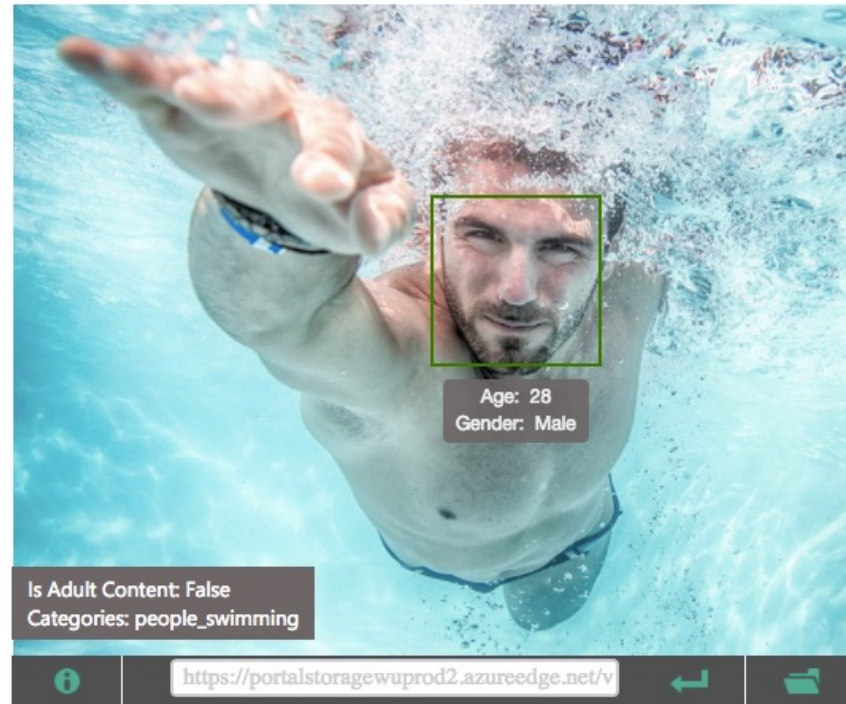 Age: 28
Gender: Male
Is Adult Content: False
Categories: people_swimming
https://portalstoragewuprod2.azureedge.net/v